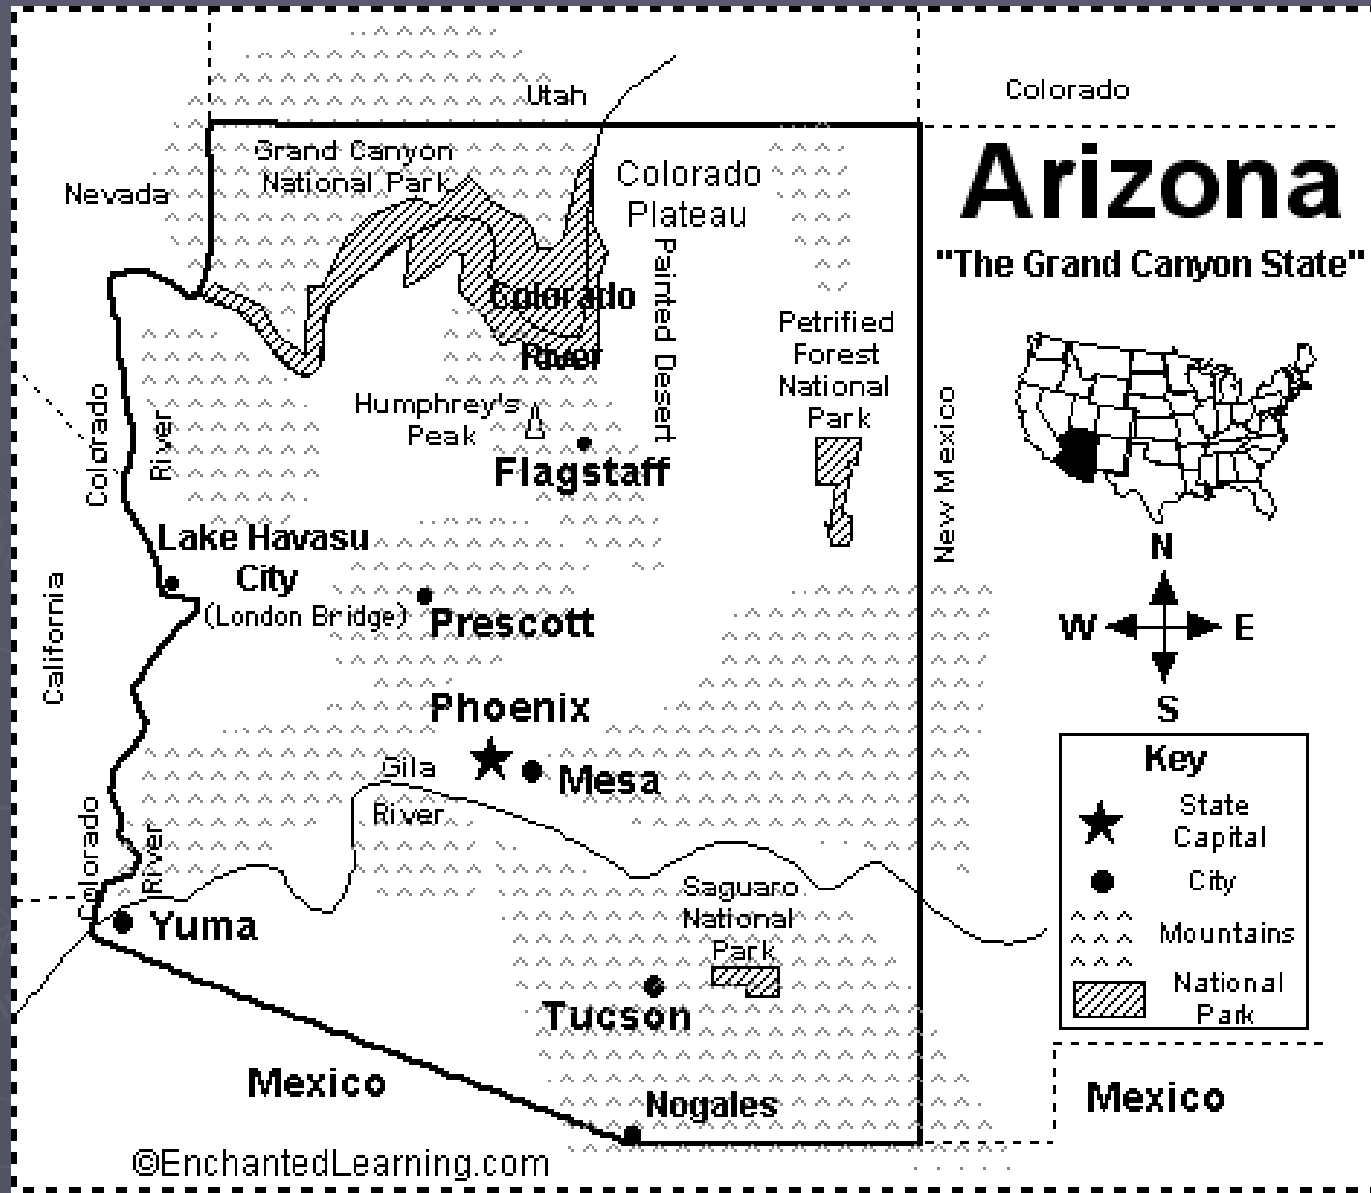 Utah
Colorado
Arizona
"The Grand Canyon State"
Grand Canyon
National Park
Nevada
Colorado
Plateau
Painted Desert
Colorado
River
Petrified
Forest
National
Park
Humphrey's
Peak
Flagstaff
New Mexico
Colorado
River
Lake Havasu
City
(London Bridge)
Prescott
California
N
W
E
S
Phoenix
Mesa
Gila
River
Colorado
River
Yuma
Saguaro
National
Park
Tucson
Nogales
Mexico
Key
State
Capital
City
Mountains
National
Park
Mexico
©EnchantedLearning.com